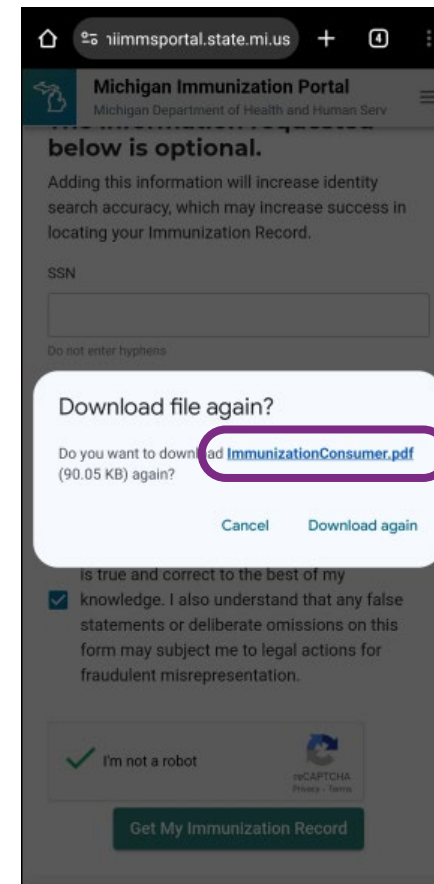 niimmsportal.state.mi.us
4
Michigan Immunization Portal
Michigan Department of Health and Human Serv
below is optional.
Adding this information will increase identity
search accuracy, which may increase success in
locating your Immunization Record.
SSN
Do not enter hyphens
Download file again?
Do you want to download ImmunizationConsumer.pdf
(90.05 KB) again?
Cancel
Download again
is true and correct to the best of my
knowledge. I also understand that any false
statements or deliberate omissions on this
form may subject me to legal actions for
fraudulent misrepresentation.
I'm not a robot
reCAPTCHA
Privacy - Terms
Get My Immunization Record